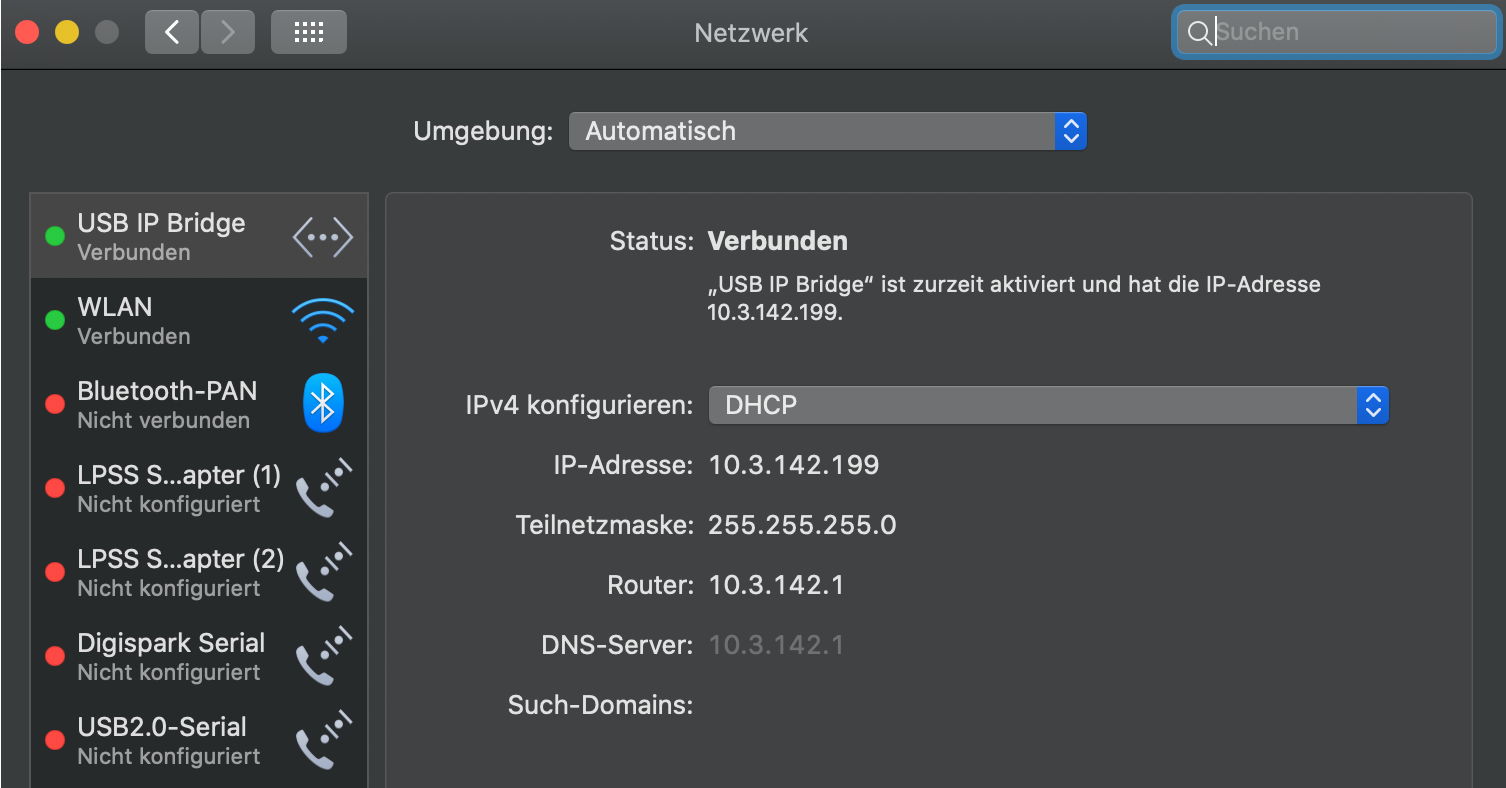 Netzwerk
Suchen
Umgebung: Automatisch
USB IP Bridge
Verbunden
WLAN
Verbunden
Bluetooth-PAN
Nicht verbunden
LPSS S...apter (1)
Nicht konfiguriert
LPSS S...apter (2)
Nicht konfiguriert
Digispark Serial
Nicht konfiguriert
USB2.0-Serial
Nicht konfiguriert
Status: Verbunden
„USB IP Bridge“ ist zurzeit aktiviert und hat die IP-Adresse
10.3.142.199.
IPv4 konfigurieren: DHCP
IP-Adresse: 10.3.142.199
Teilnetzmaske: 255.255.255.0
Router: 10.3.142.1
DNS-Server: 10.3.142.1
Such-Domains: